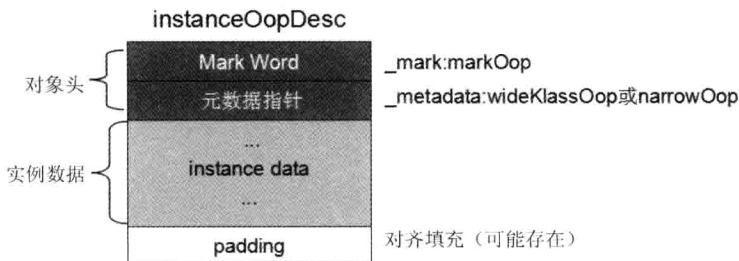 instanceOopDesc
对象头
Mark Word
_mark:markOop
元数据指针
_metadata:wideKlassOop或narrowOop
实例数据
...
instance data
...
padding
对齐填充（可能存在）